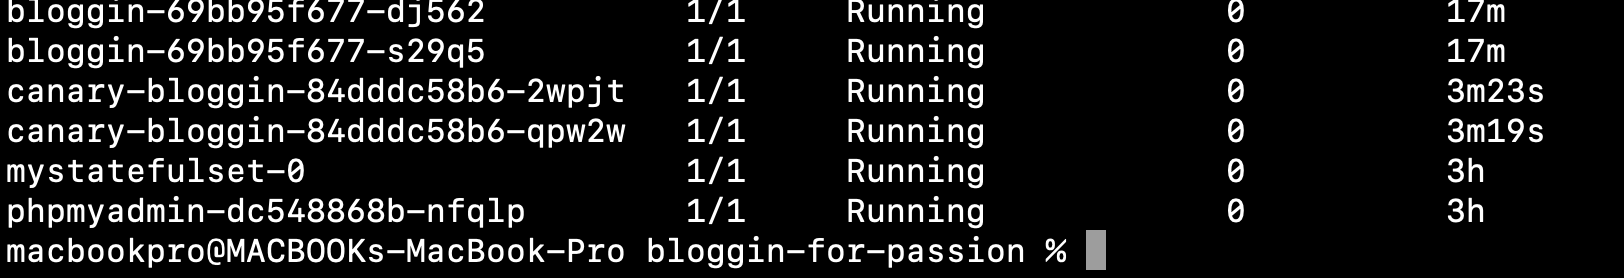 bloggin-69bb95f677-dj562 1/1 Running 0 17m
bloggin-69bb95f677-s29q5 1/1 Running 0 17m
canary-bloggin-84dddc58b6-2wpjt 1/1 Running 0 3m23s
canary-bloggin-84dddc58b6-qpw2w 1/1 Running 0 3m19s
mystatefulset-0 1/1 Running 0 3h
phpmyadmin-dc548868b-nfqlp 1/1 Running 0 3h
macbookpro@MACBOOKs-MacBook-Pro bloggin-for-passion %